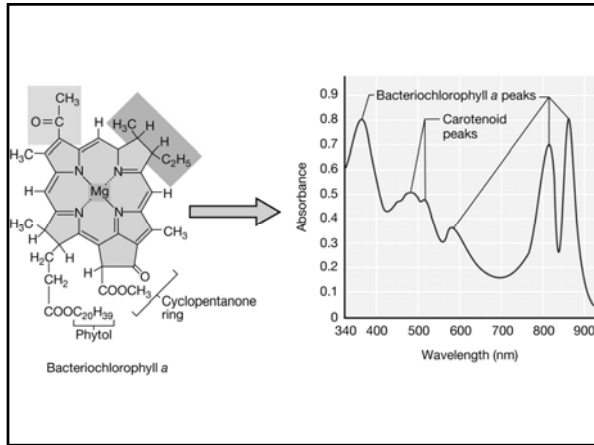 CH₃
O=C
H
H₃C
H
H₃C
C₂H₅
H
N
N
Mg
H
H
N
N
H₃C
CH₃
H
H
H₂C
H
O
CH₂
COOCH₃
Cyclopentanone
ring
COOC₂₀H₃₉
Phytol
Bacteriochlorophyll a
Bacteriochlorophyll a peaks
Carotenoid
peaks
Absorbance
0.9
0.8
0.7
0.6
0.5
0.4
0.3
0.2
0.1
0
340 400 500 600 700 800 900
Wavelength (nm)